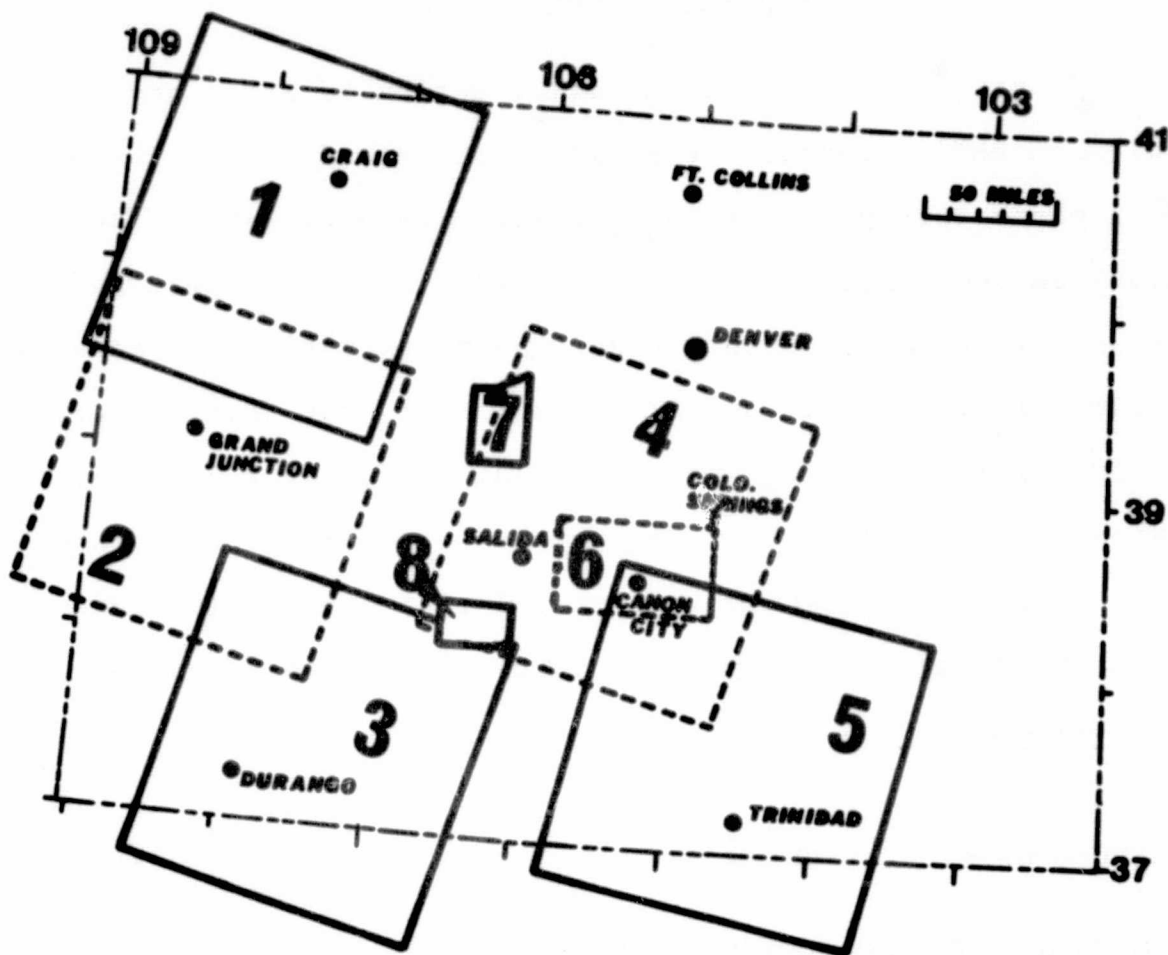 109
106
103
41
CRAIG
FT. COLLINS
50 MILES
1
DENVER
7
4
GRAND
JUNCTION
COLO.
SPRINGS
39
2
SALIDA
6
8
CANON
CITY
3
5
DURANGO
TRINIDAD
37